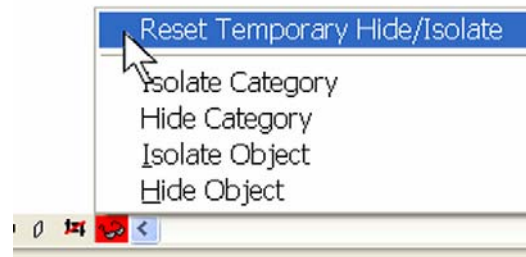 Reset Temporary Hide/Isolate
Isolate Category
Hide Category
Isolate Object
Hide Object